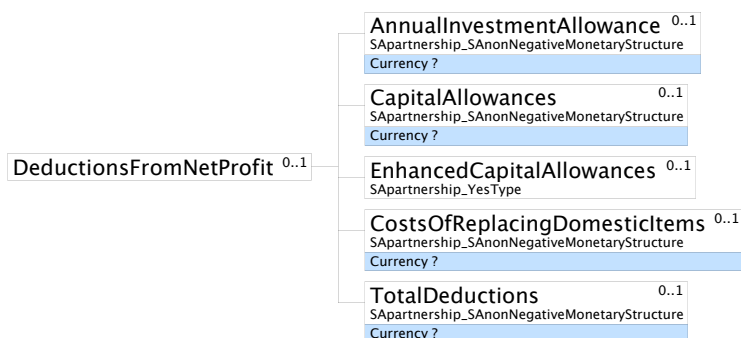 AnnualInvestmentAllowance 0..1
SApartnership_SAnonNegativeMonetaryStructure
Currency ?
CapitalAllowances 0..1
SApartnership_SAnonNegativeMonetaryStructure
Currency ?
DeductionsFromNetProfit 0..1
EnhancedCapitalAllowances 0..1
SApartnership_YesType
CostsOfReplacingDomesticItems 0..1
SApartnership_SAnonNegativeMonetaryStructure
Currency ?
TotalDeductions 0..1
SApartnership_SAnonNegativeMonetaryStructure
Currency ?